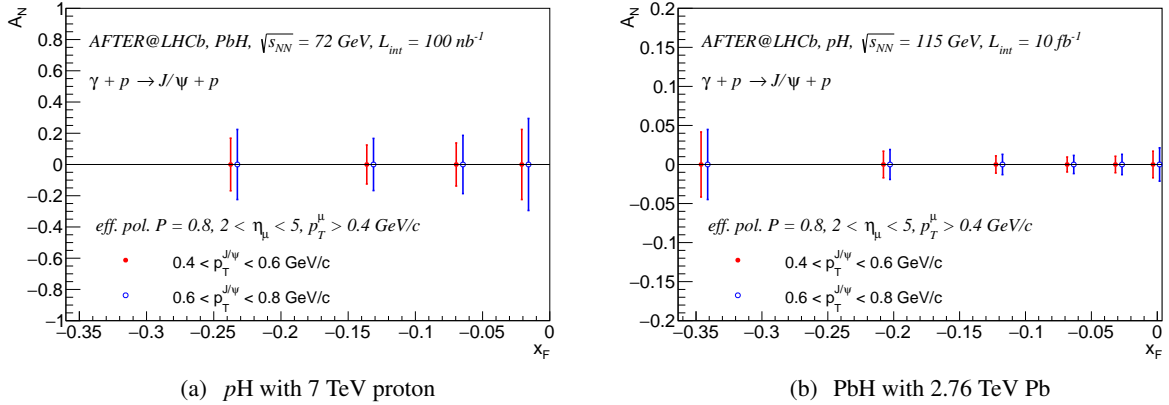 A_N
1
AFTER@LHCb, PbH, √s_NN = 72 GeV, L_int = 100 nb⁻¹
0.8
0.6
γ + p → J/ψ + p
0.4
0.2
0
−0.2
−0.4
eff. pol. P = 0.8, 2 < η_μ < 5, p_T^μ > 0.4 GeV/c
−0.6
0.4 < p_T^J/ψ < 0.6 GeV/c
−0.8
0.6 < p_T^J/ψ < 0.8 GeV/c
−1
−0.35 −0.3 −0.25 −0.2 −0.15 −0.1 −0.05 0
x_F
(a) pH with 7 TeV proton
A_N
0.2
AFTER@LHCb, pH, √s_NN = 115 GeV, L_int = 10 fb⁻¹
0.15
γ + p → J/ψ + p
0.1
0.05
0
−0.05
eff. pol. P = 0.8, 2 < η_μ < 5, p_T^μ > 0.4 GeV/c
−0.1
0.4 < p_T^J/ψ < 0.6 GeV/c
−0.15
0.6 < p_T^J/ψ < 0.8 GeV/c
−0.2
−0.35 −0.3 −0.25 −0.2 −0.15 −0.1 −0.05 0
x_F
(b) PbH with 2.76 TeV Pb